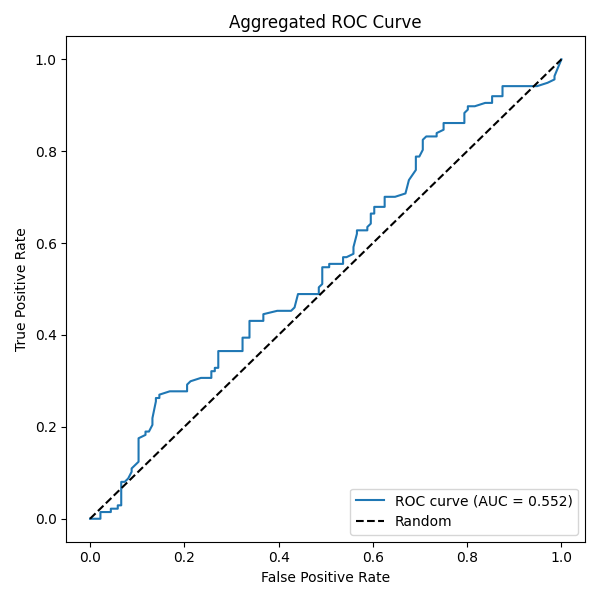 Aggregated ROC Curve
True Positive Rate
1.0
0.8
0.6
0.4
0.2
0.0
0.0 0.2 0.4 0.6 0.8 1.0
False Positive Rate
ROC curve (AUC = 0.552)
Random